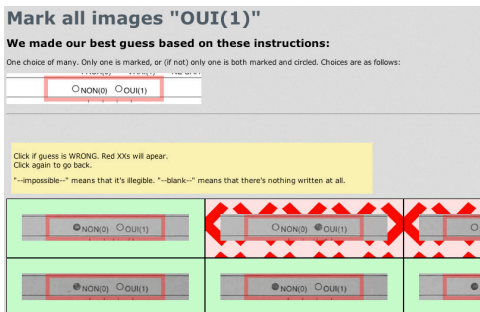 Mark all images "OUI(1)"
We made our best guess based on these instructions:
One choice of many. Only one is marked, or (if not) only one is both marked and circled. Choices are as follows:
NON(0) OUI(1)
Click if guess is WRONG. Red XXs will apear.
Click again to go back.
"--impossible--" means that it's illegible. "--blank--" means that there's nothing written at all.
NON(0) OUI(1) NON(0) OUI(1)
NON(0) OUI(1) NON(0) OUI(1)